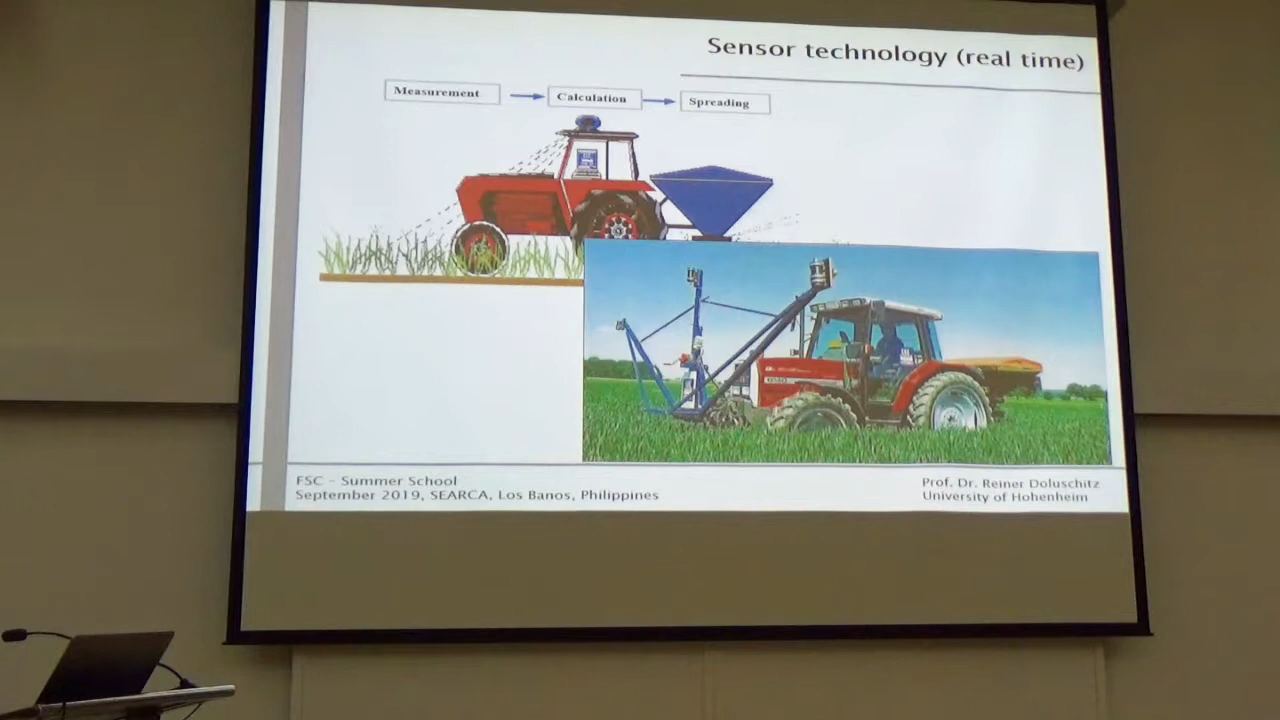 Sensor technology (real time)
Measurement
Calculation
Spreading
FSC - Summer School
September 2019, SEARCA, Los Banos, Philippines
Prof. Dr. Reiner Doluschitz
University of Hohenheim